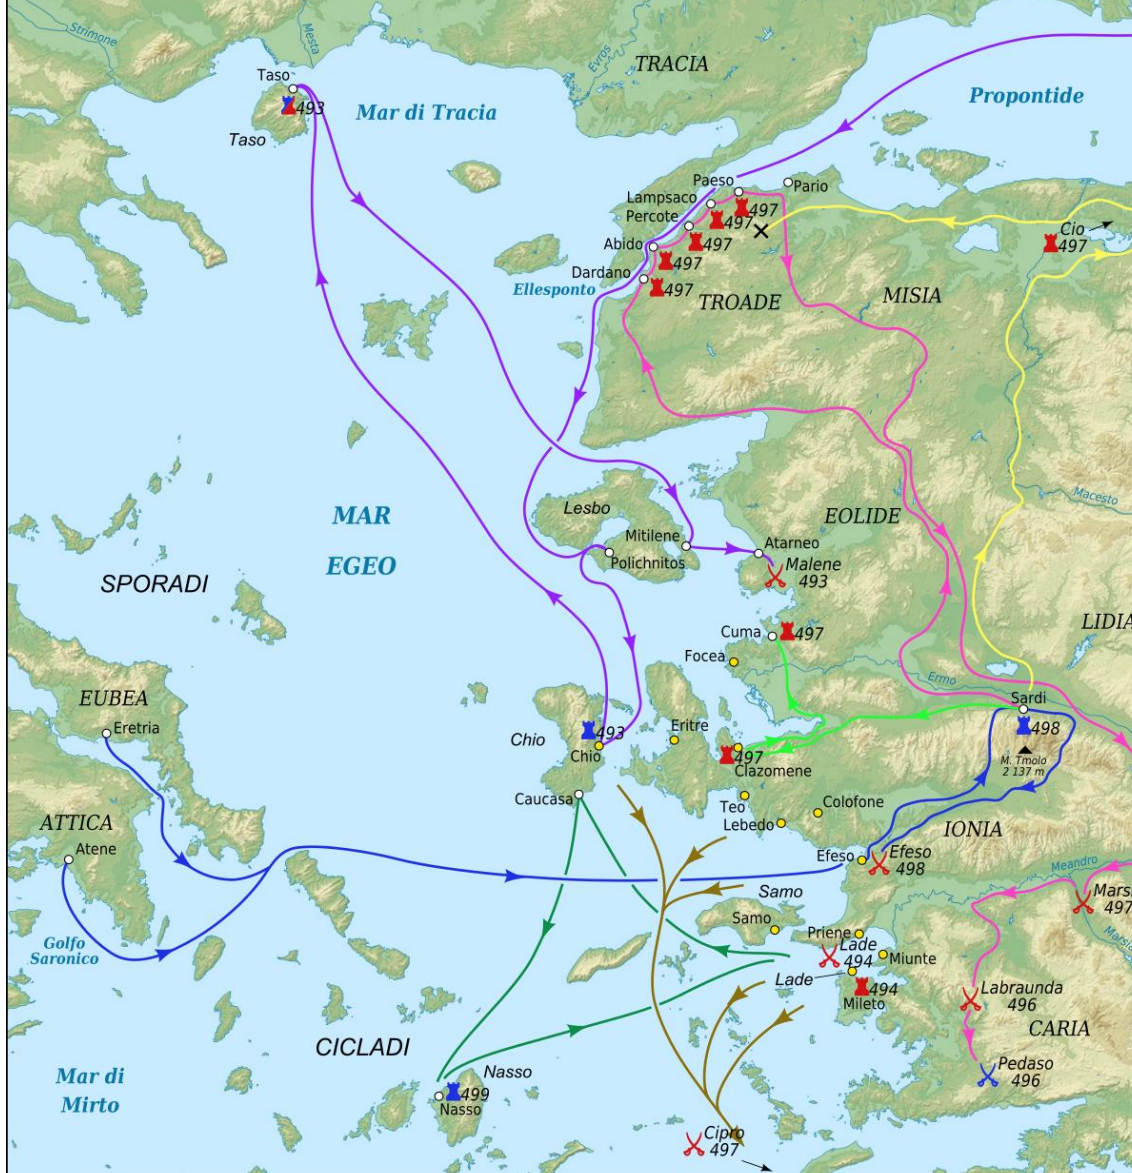 Strimone
Mesta
Evros
TRACIA
Propontide
Taso
493
Mar di Tracia
Taso
Paeso
Pario
Lampsaco
497
Percote
497
Cio
497
Abido
497
497
Dardano
497
Ellesponto
TROADE
MISIA
Macesto
Lesbo
MAR
EGEO
EOLIDE
Mitilene
Atarneo
Polichnitos
Malene
493
SPORADI
Cuma
497
LIDIA
Focea
Ermo
EUBEA
Sardi
Eretria
498
Chio
493
Chio
Eritre
497
Clazomene
M. Tmolo
2 137 m
Caucasa
Teo
Colofone
Lebedo
ATTICA
IONIA
Atene
Efeso
Efeso
498
Meandro
Samo
Samo
Marsi
497
Golfo
Saronico
Priene
Lade
494
Miunte
Marsia
Lade
494
Mileto
Labraunda
496
CARIA
CICLADI
Pedaso
496
Mar di
Mirto
Nasso
499
Nasso
Cipro
497